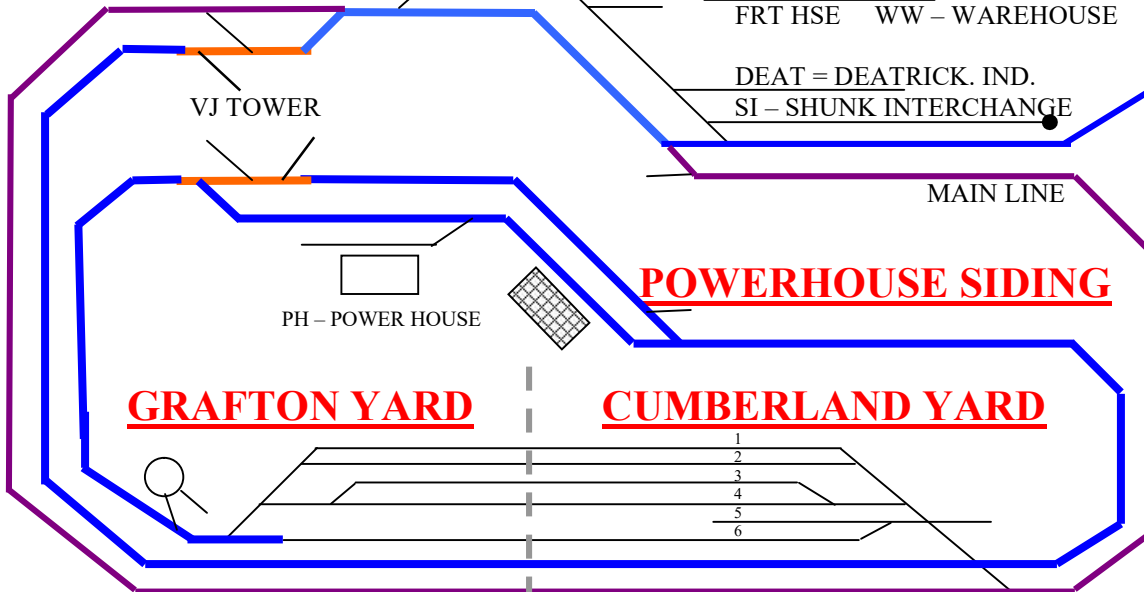 FRT HSE WW – WAREHOUSE
DEAT = DEATRICK. IND.
SI – SHUNK INTERCHANGE
VJ TOWER
MAIN LINE
POWERHOUSE SIDING
PH – POWER HOUSE
GRAFTON YARD
CUMBERLAND YARD
1
2
3
4
5
6